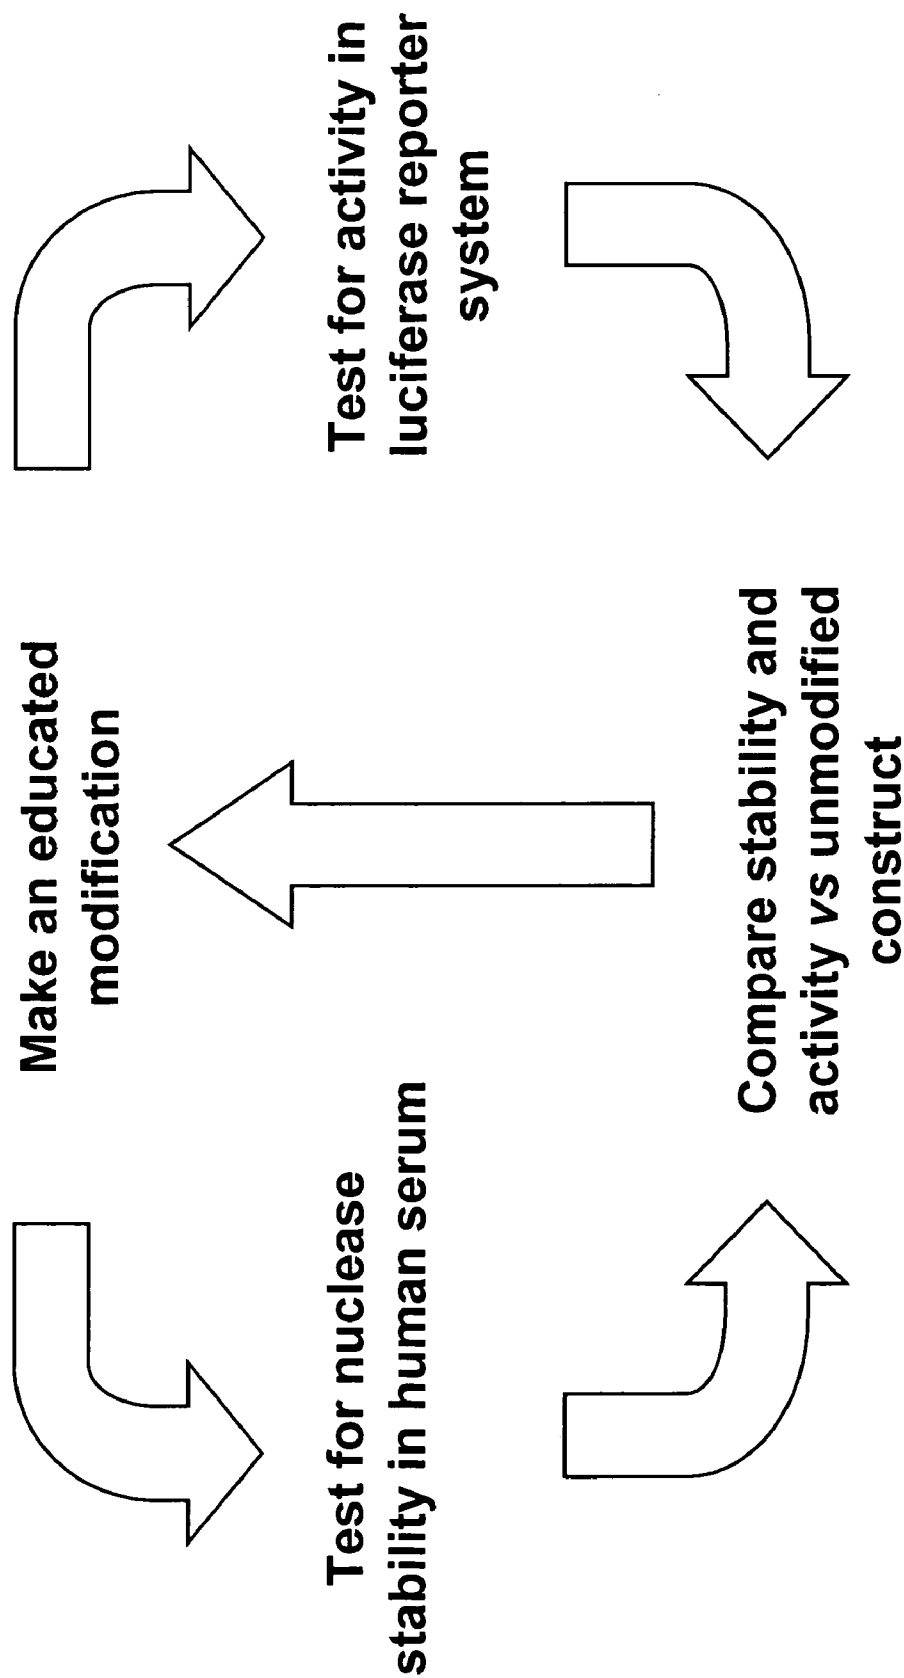 Make an educated
modification
Test for nuclease
stability in human serum
Test for activity in
luciferase reporter
system
Compare stability and
activity vs unmodified
construct